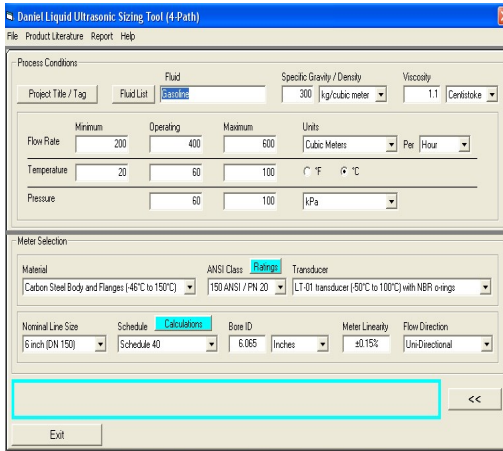 Daniel Liquid Ultrasonic Sizing Tool (4-Path)
File Product Literature Report Help
Process Conditions
Fluid Specific Gravity / Density Viscosity
Project Title / Tag Fluid List Gasoline 300 kg/cubic meter 1.1 Centistoke
Minimum Operating Maximum Units
Flow Rate 200 400 600 Cubic Meters Per Hour
Temperature 20 60 100 °F °C
Pressure 60 100 kPa
Meter Selection
Material ANSI Class Ratings Transducer
Carbon Steel Body and Flanges (-46°C to 150°C) 150 ANSI / PN 20 LT-01 transducer (-50°C to 100°C) with NBR o-rings
Nominal Line Size Schedule Calculations Bore ID Meter Linearity Flow Direction
6 inch (DN 150) Schedule 40 6.065 Inches ±0.15% Uni-Directional
<<
Exit